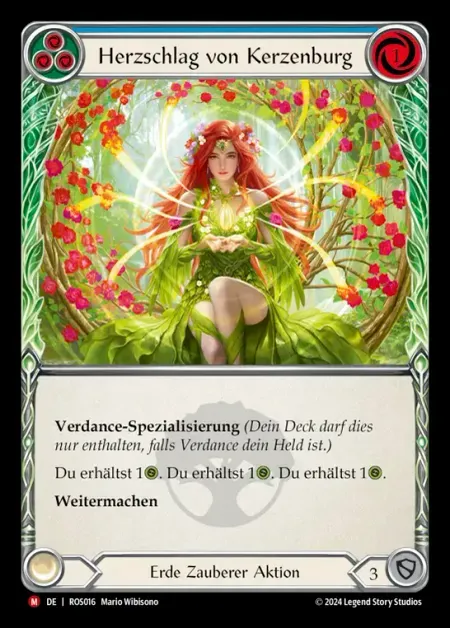 Herzschlag von Kerzenburg
1
Verdance-Spezialisierung (Dein Deck darf dies
nur enthalten, falls Verdance dein Held ist.)
Du erhältst 1. Du erhältst 1. Du erhältst 1.
Weitermachen
Erde Zauberer Aktion
3
M DE | ROS016 Mario Wibisono
© 2024 Legend Story Studios